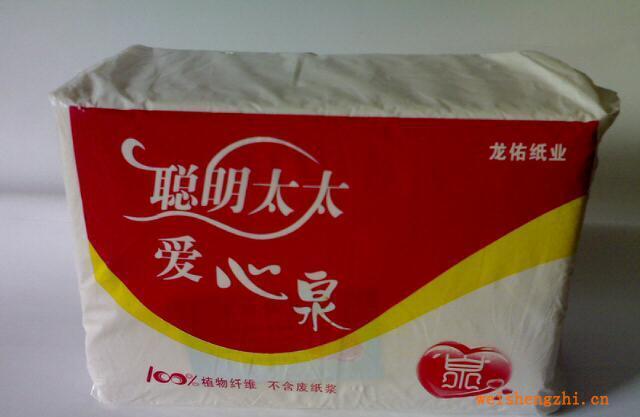 龙佑纸业
聪明太太
爱心泉
100%植物纤维 不含废纸浆
泉
weishengzhi.cn